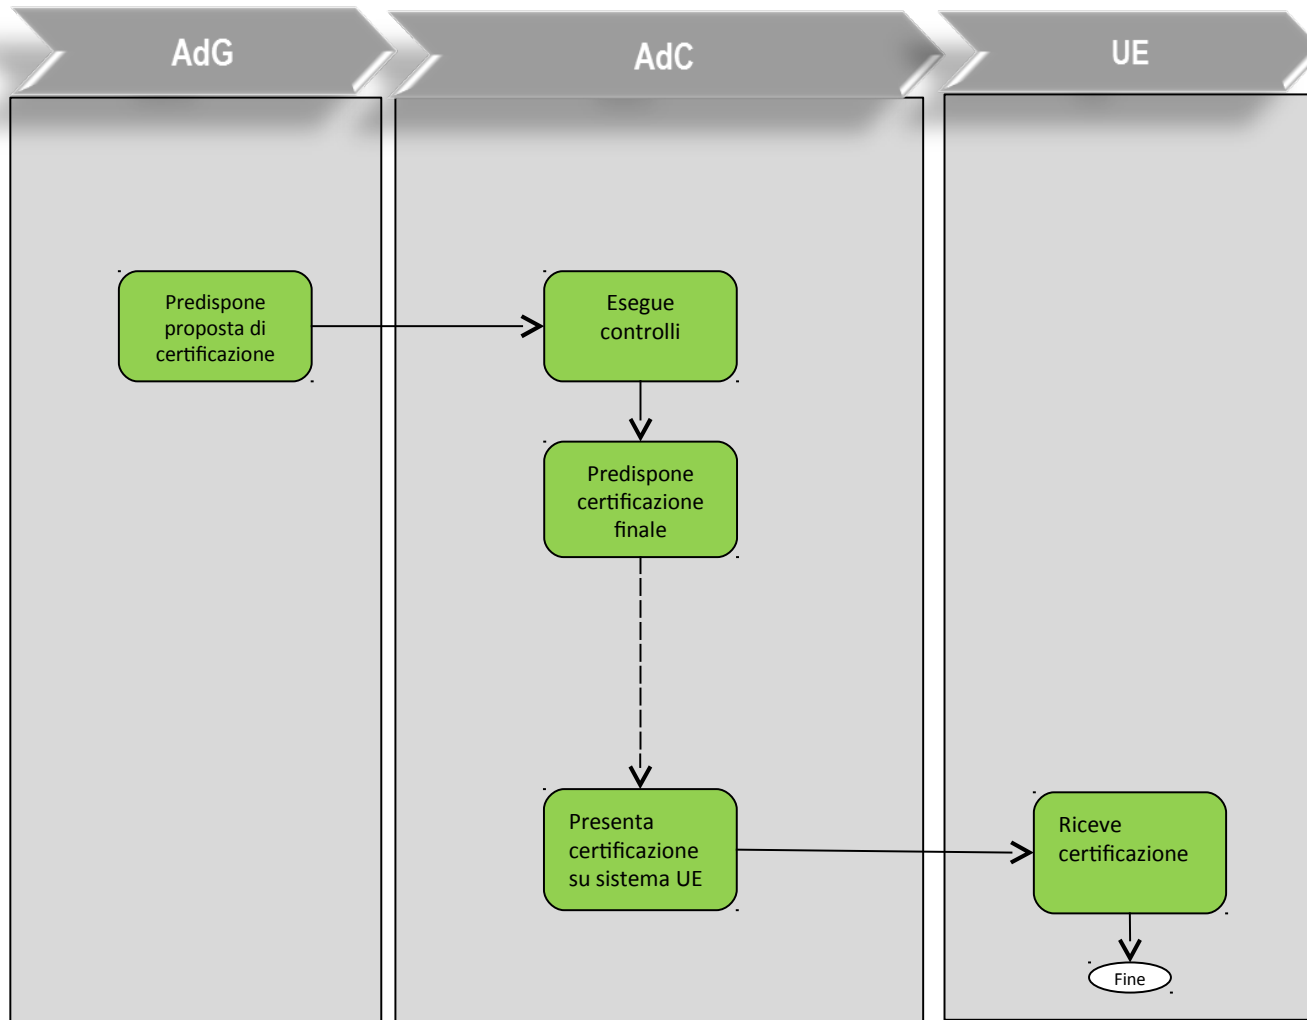 AdG
AdC
UE
Predispone
proposta di
certificazione
Esegue
controlli
Predispone
certificazione
finale
Presenta
certificazione
su sistema UE
Riceve
certificazione
Fine